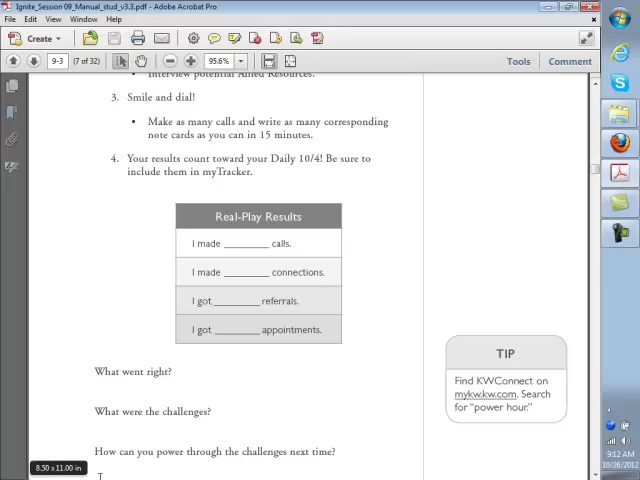 Ignite_Session 09_Manual_stud_v3.3.pdf - Adobe Acrobat Pro
File Edit View Window Help
Create
9-3 (7 of 32) 95.6% Tools Comment
Interview potential Allied Resources.
3. Smile and dial!
• Make as many calls and write as many corresponding
note cards as you can in 15 minutes.
4. Your results count toward your Daily 10/4! Be sure to
include them in myTracker.
Real-Play Results
I made ________ calls.
I made ________ connections.
I got ________ referrals.
I got ________ appointments.
What went right?
What were the challenges?
How can you power through the challenges next time?
TIP
Find KWConnect on
mykw.kw.com. Search
for "power hour."
8.50 x 11.00 in
9:12 AM
10/26/2012